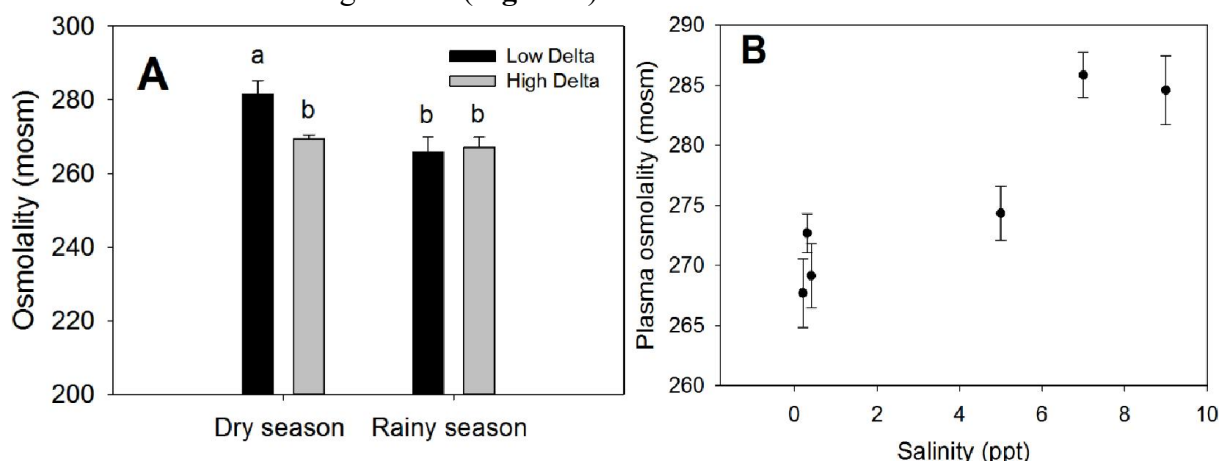 300
280
260
240
220
200
Osmolality (mosm)
A
a
b
b
b
Low Delta
High Delta
Dry season
Rainy season
290
285
280
275
270
265
260
Plasma osmolality (mosm)
B
0
2
4
6
8
10
Salinity (ppt)